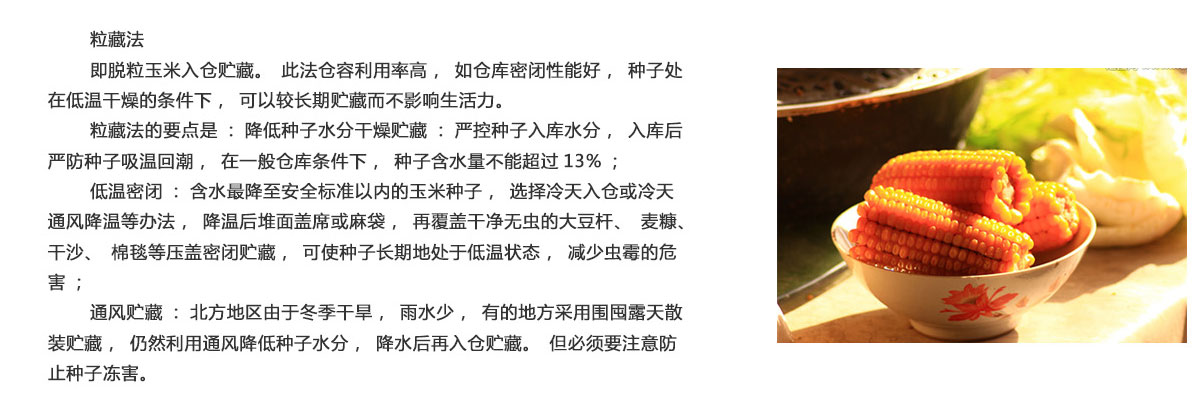 粒藏法
即脱粒玉米入仓贮藏。 此法仓容利用率高， 如仓库密闭性能好， 种子处
在低温干燥的条件下， 可以较长期贮藏而不影响生活力。
粒藏法的要点是 ：降低种子水分干燥贮藏 ：严控种子入库水分， 入库后
严防种子吸温回潮， 在一般仓库条件下， 种子含水量不能超过 13% ；
低温密闭 ：含水最降至安全标准以内的玉米种子， 选择冷天入仓或冷天
通风降温等办法， 降温后堆面盖席或麻袋， 再覆盖干净无虫的大豆杆、 麦糠、
干沙、 棉毯等压盖密闭贮藏， 可使种子长期地处于低温状态， 减少虫霉的危
害 ；
通风贮藏 ：北方地区由于冬季干旱， 雨水少， 有的地方采用围囤露天散
装贮藏， 仍然利用通风降低种子水分， 降水后再入仓贮藏。 但必须要注意防
止种子冻害。